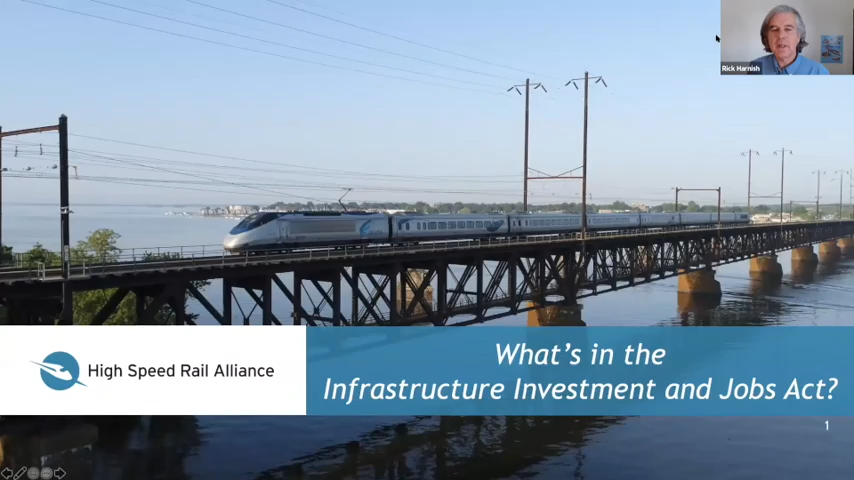 Rick Harnish
High Speed Rail Alliance
What's in the
Infrastructure Investment and Jobs Act?
1